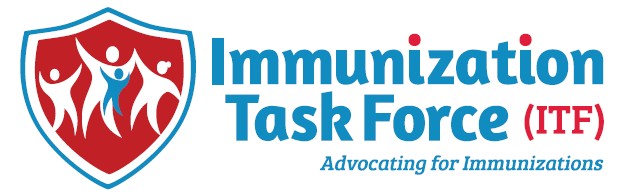 Immunization
Task Force (ITF)
Advocating for Immunizations